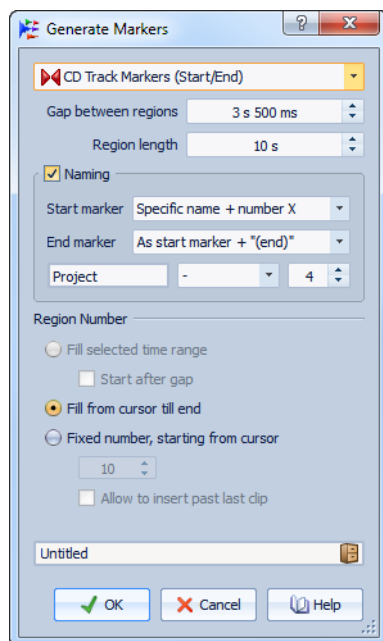 Generate Markers
CD Track Markers (Start/End)
Gap between regions 3 s 500 ms
Region length 10 s
Naming
Start marker Specific name + number X
End marker As start marker + "(end)"
Project - 4
Region Number
Fill selected time range
Start after gap
Fill from cursor till end
Fixed number, starting from cursor
10
Allow to insert past last clip
Untitled
OK Cancel Help